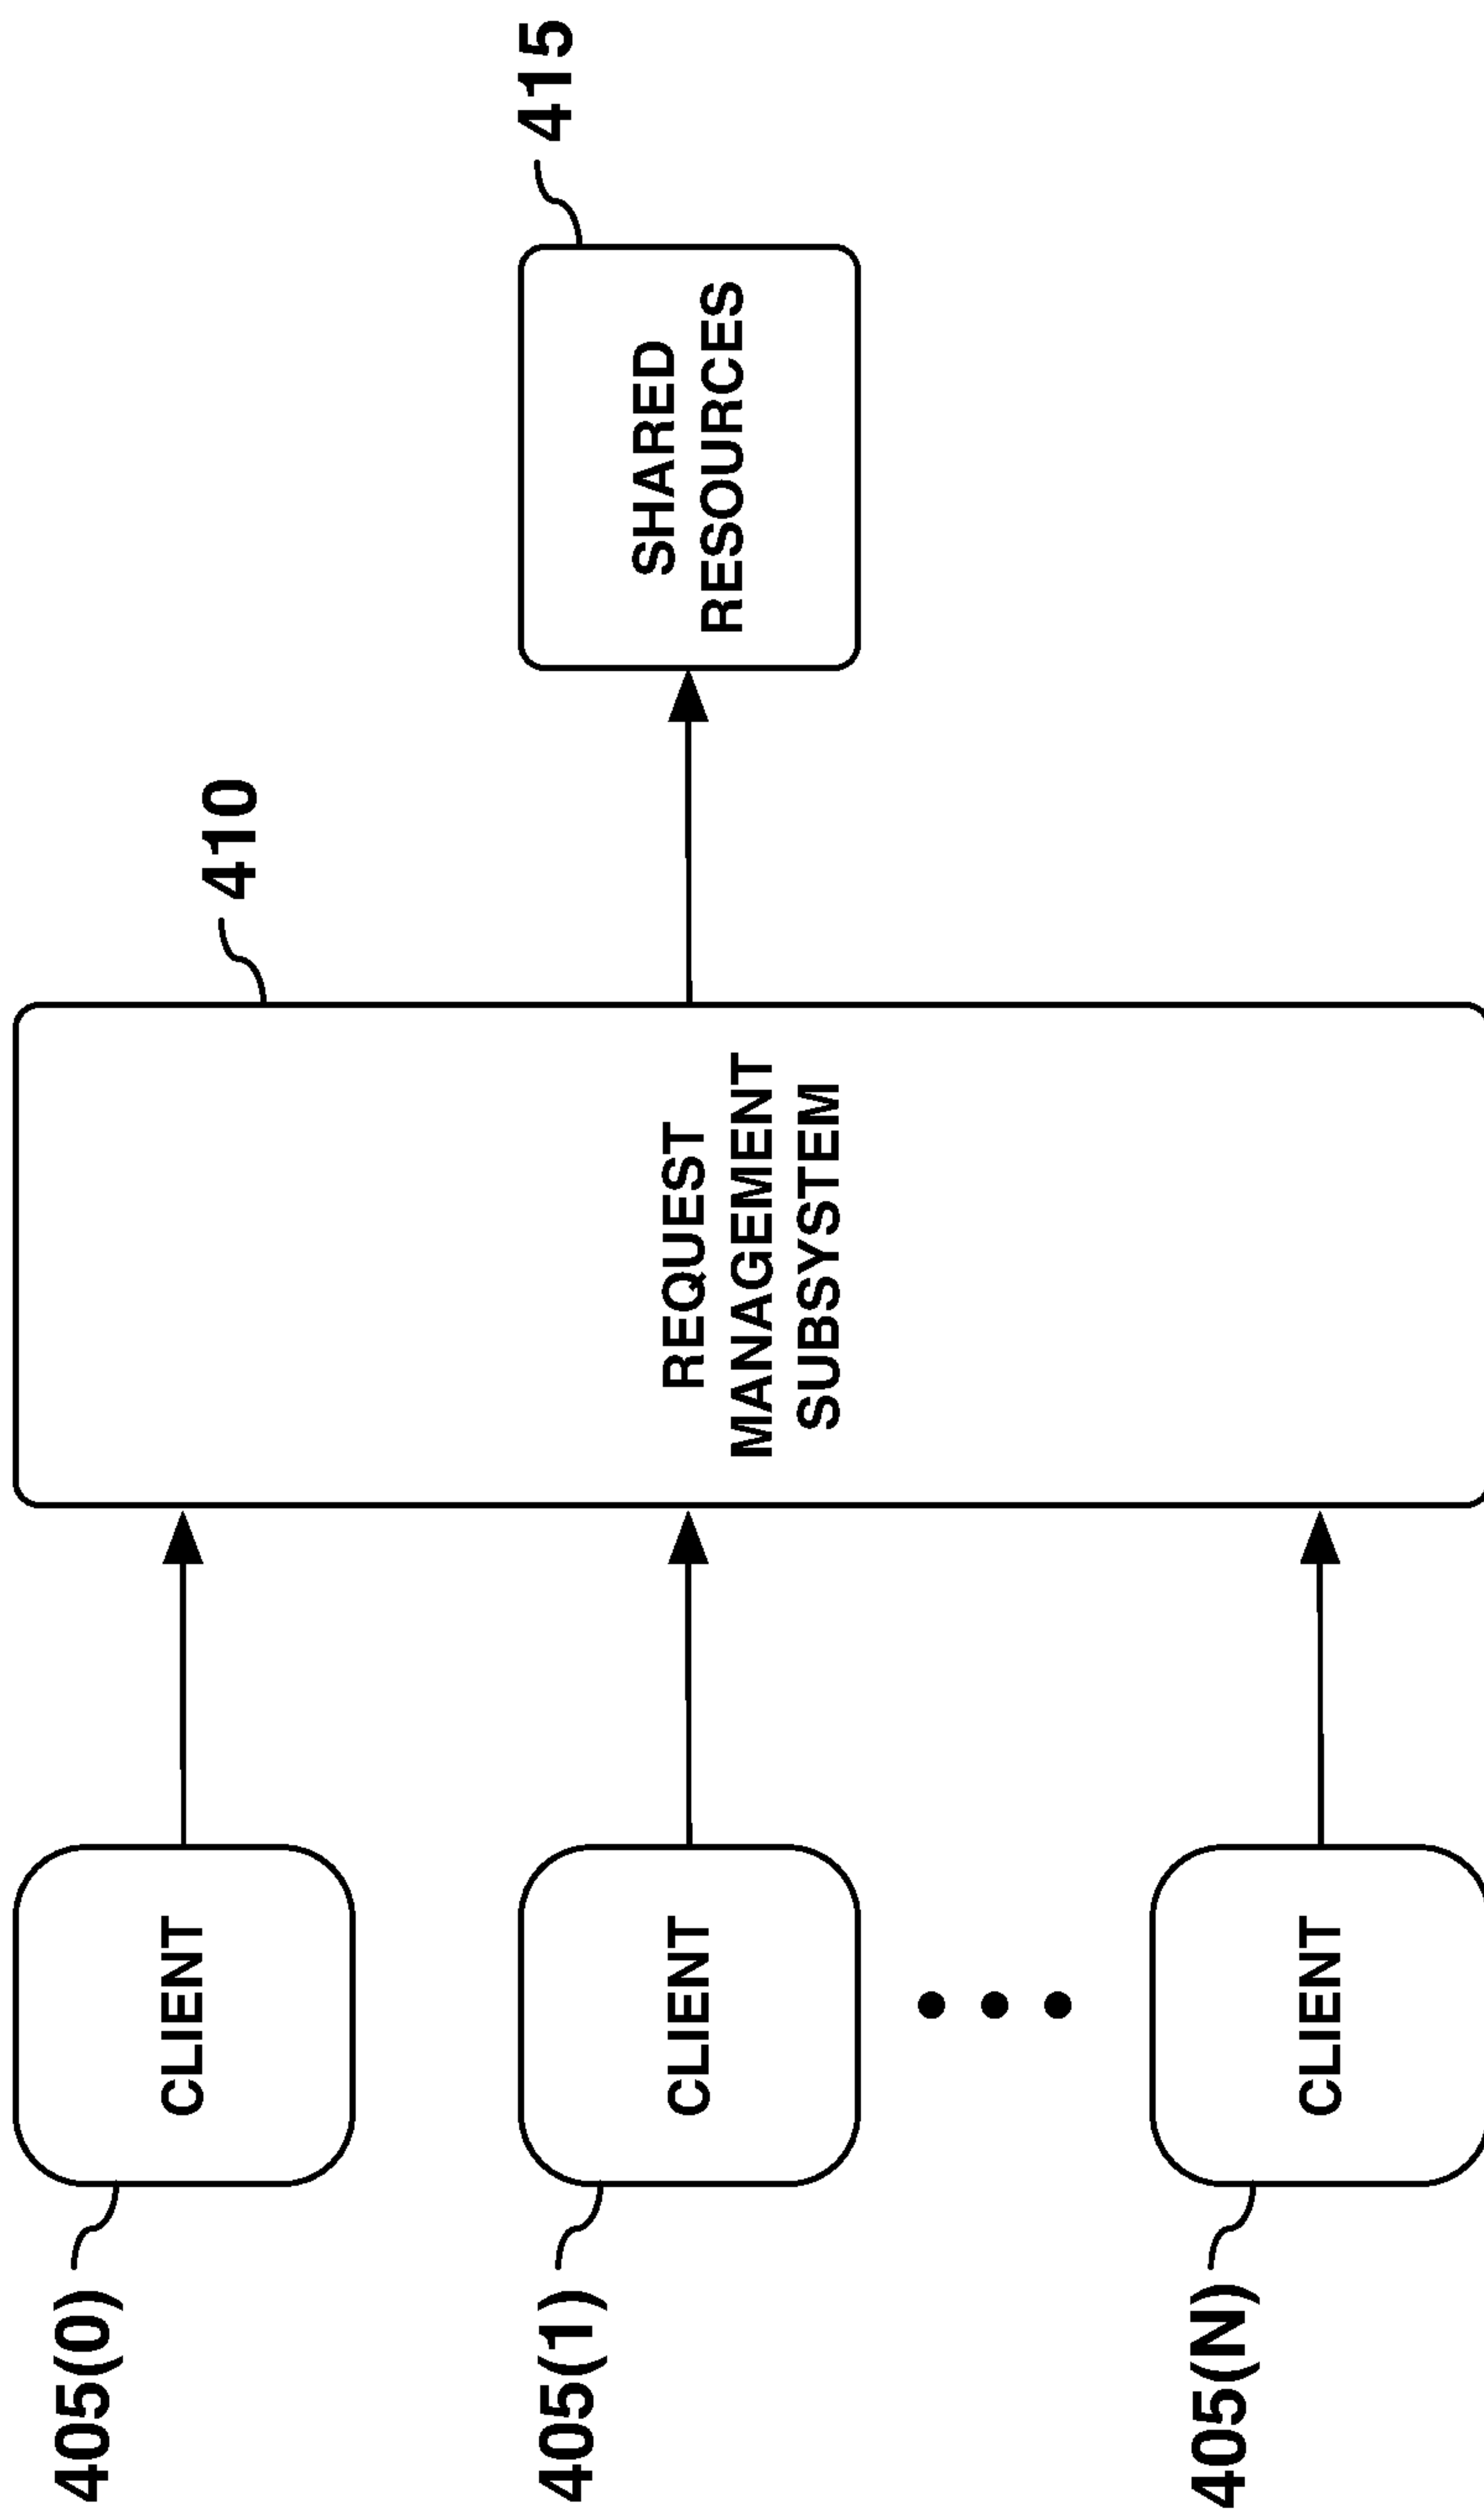 405(0)
CLIENT
405(1)
CLIENT
405(N)
CLIENT
REQUEST
MANAGEMENT
SUBSYSTEM
410
SHARED
RESOURCES
415